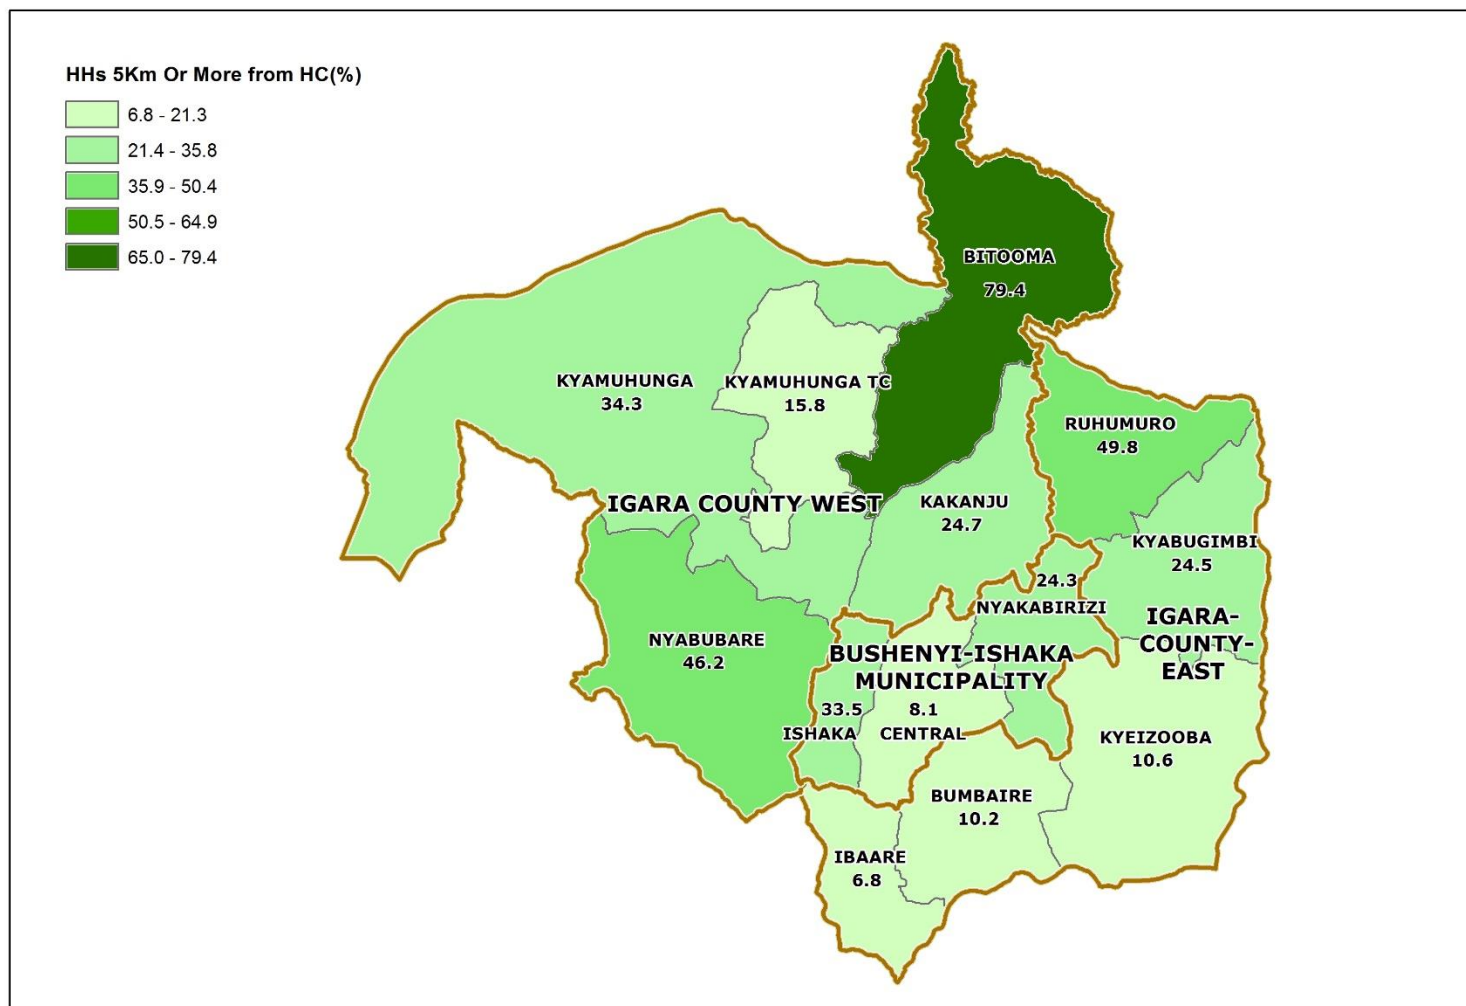 HHs 5Km Or More from HC(%)
6.8 - 21.3
21.4 - 35.8
35.9 - 50.4
50.5 - 64.9
65.0 - 79.4
BITOOMA
79.4
KYAMUHUNGA
34.3
KYAMUHUNGA TC
15.8
RUHUMURO
49.8
IGARA COUNTY WEST
KAKANJU
24.7
KYABUGIMBI
24.5
24.3
NYAKABIRIZI
IGARA-
COUNTY-
EAST
NYABUBARE
46.2
BUSHENYI-ISHAKA
MUNICIPALITY
33.5
ISHAKA
8.1
CENTRAL
KYEIZOOBA
10.6
BUMBAIRE
10.2
IBAARE
6.8